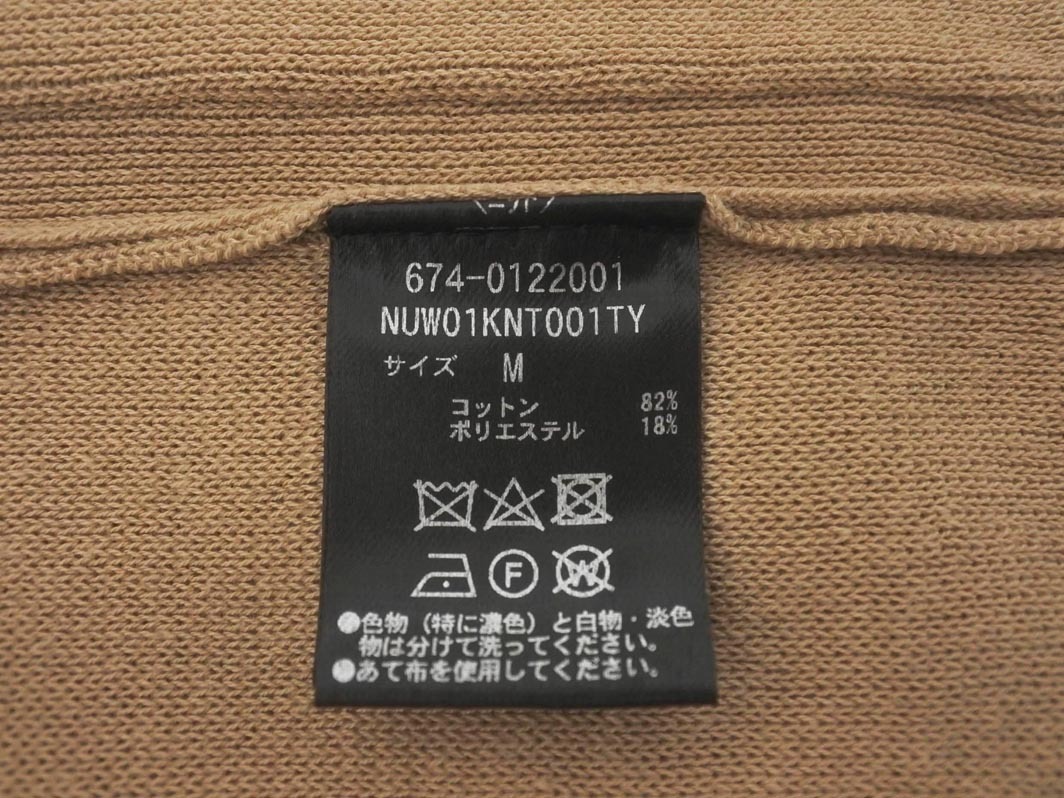 674-0122001
NUW01KNT001TY
サイズ M
コットン 82%
ポリエステル 18%
F
W
●色物（特に濃色）と白物・淡色
物は分けて洗ってください。
●あて布を使用してください。